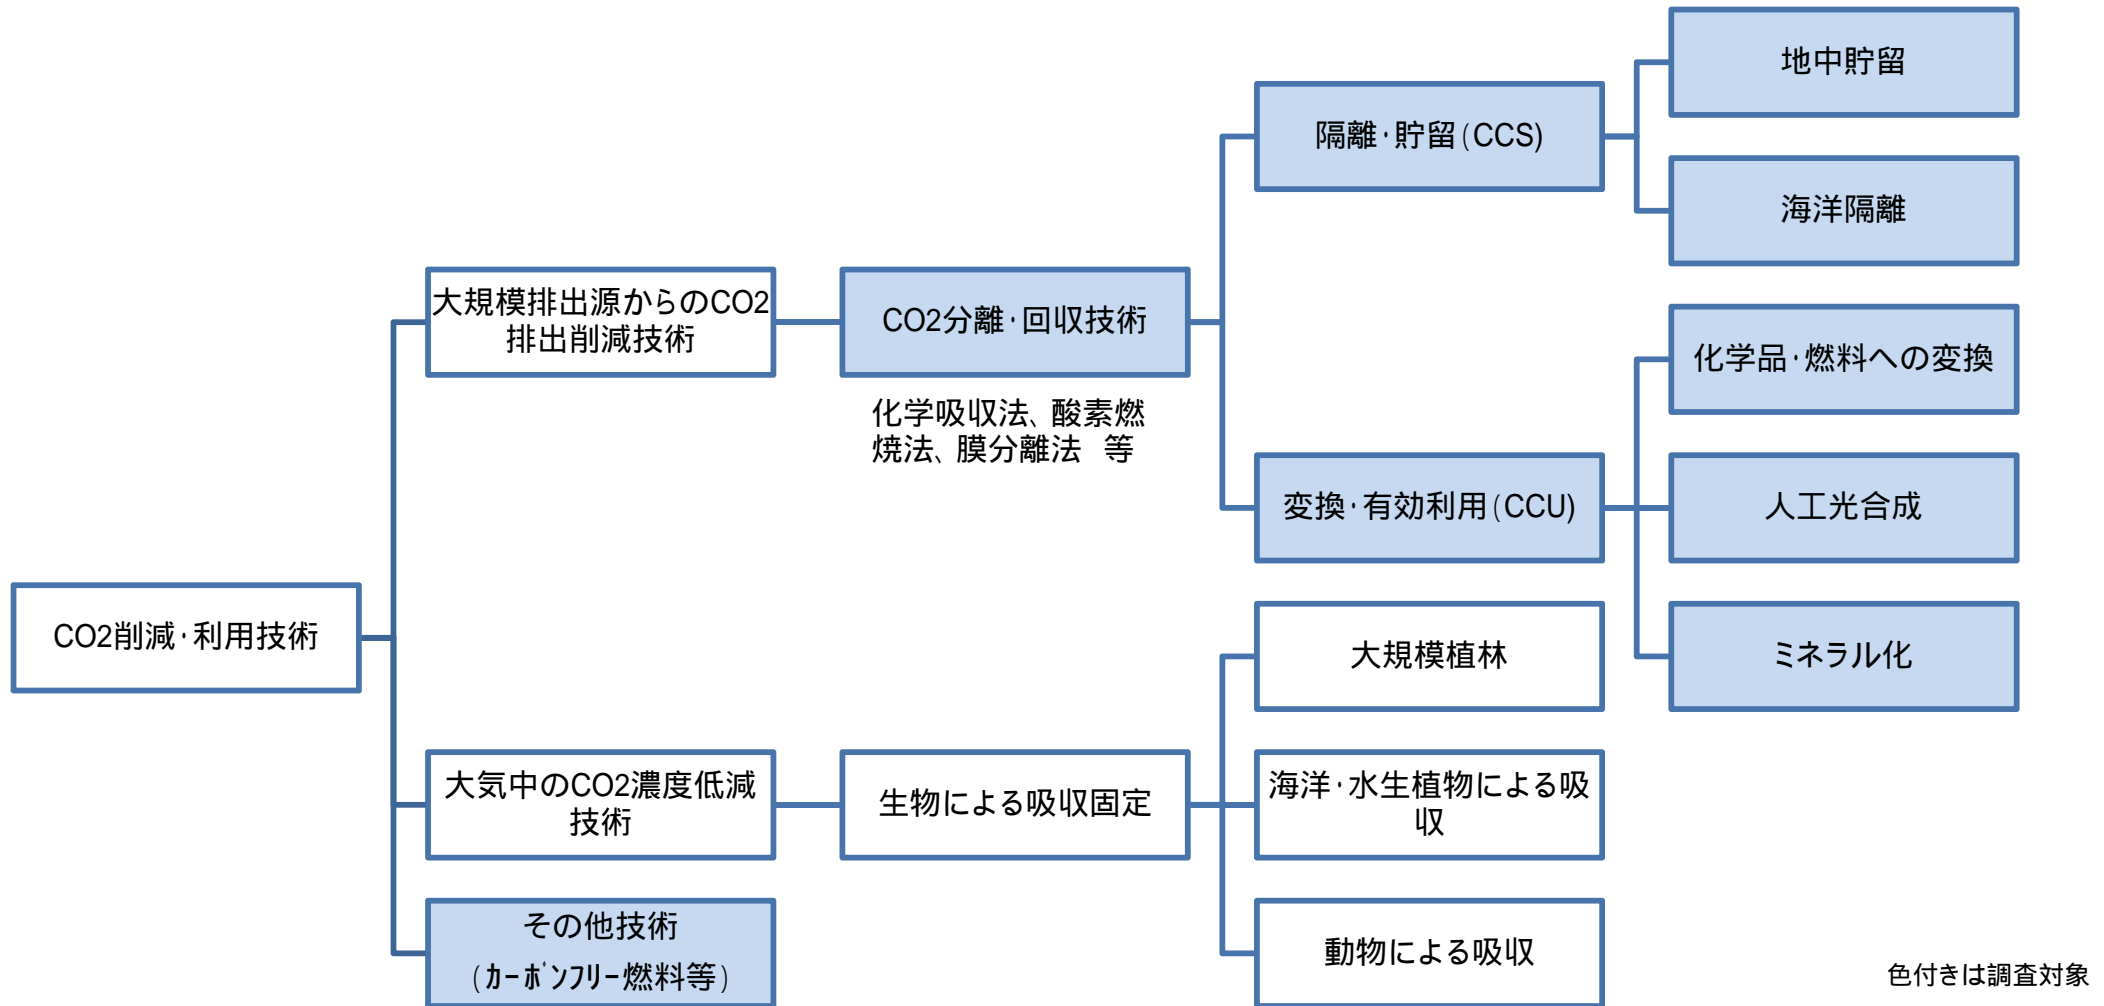 地中貯留
隔離・貯留(CCS)
海洋隔離
大規模排出源からのCO2
排出削減技術
CO2分離・回収技術
化学品・燃料への変換
化学吸収法、酸素燃
焼法、膜分離法　等
変換・有効利用(CCU)
人工光合成
CO2削減・利用技術
大規模植林
ミネラル化
大気中のCO2濃度低減
技術
生物による吸収固定
海洋・水生植物による吸
収
その他技術
(ｶｰﾎﾞﾝﾌﾘｰ燃料等)
動物による吸収
色付きは調査対象